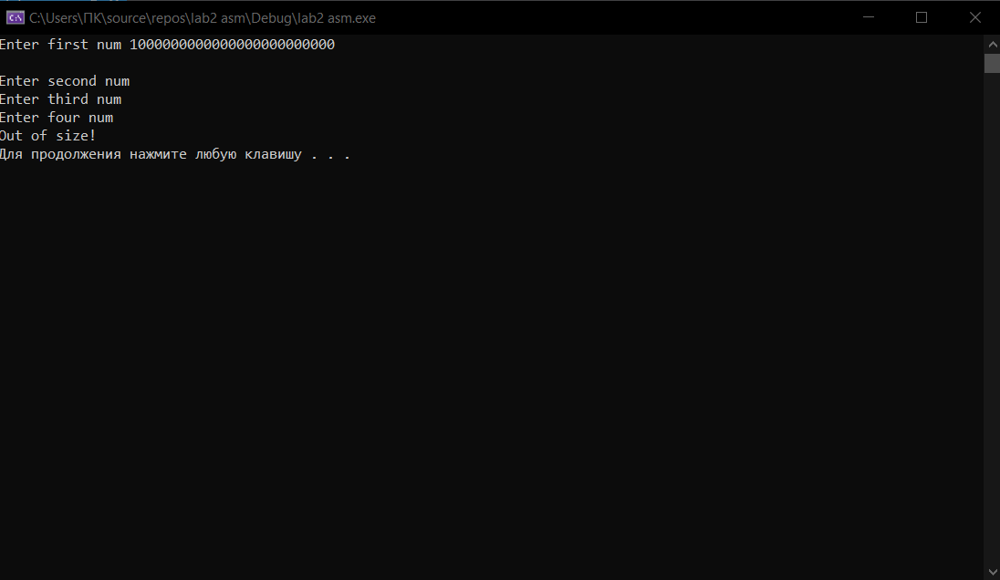 C:\Users\ПК\source\repos\lab2 asm\Debug\lab2 asm.exe
Enter first num 1000000000000000000000000
Enter second num
Enter third num
Enter four num
Out of size!
Для продолжения нажмите любую клавишу . . .